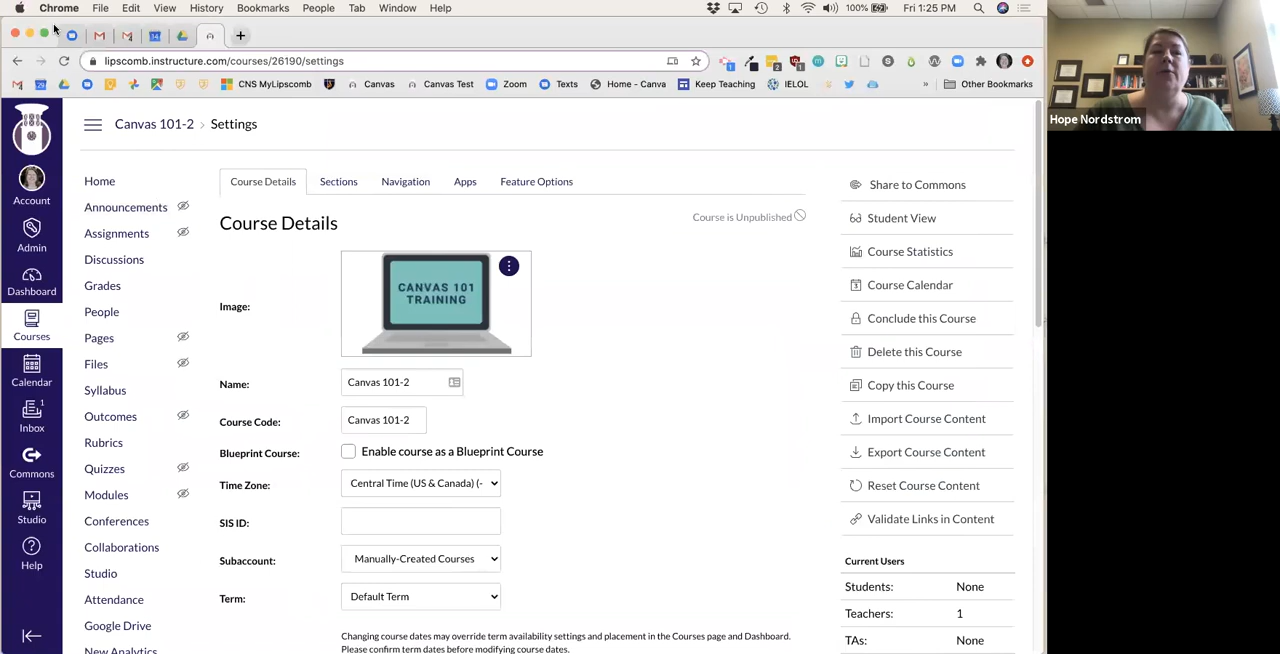 Chrome File Edit View History Bookmarks People Tab Window Help
100% Fri 1:25 PM
lipscomb.instructure.com/courses/26190/settings
CNS MyLipscomb Canvas Canvas Test Zoom Texts Home - Canva Keep Teaching IELOL » Other Bookmarks
Hope Nordstrom
Canvas 101-2 > Settings
Account
Admin
Dashboard
Courses
Calendar
1
Inbox
Commons
Studio
Help
Home
Announcements
Assignments
Discussions
Grades
People
Pages
Files
Syllabus
Outcomes
Rubrics
Quizzes
Modules
Conferences
Collaborations
Studio
Attendance
Google Drive
New Analytics
Course Details Sections Navigation Apps Feature Options
Course Details
Course is Unpublished
Image:
CANVAS 101
TRAINING
Name: Canvas 101-2
Course Code: Canvas 101-2
Blueprint Course: Enable course as a Blueprint Course
Time Zone: Central Time (US & Canada) (-
SIS ID:
Subaccount: Manually-Created Courses
Term: Default Term
Changing course dates may override term availability settings and placement in the Courses page and Dashboard.
Please confirm term dates before modifying course dates.
Share to Commons
Student View
Course Statistics
Course Calendar
Conclude this Course
Delete this Course
Copy this Course
Import Course Content
Export Course Content
Reset Course Content
Validate Links in Content
Current Users
Students: None
Teachers: 1
TAs: None